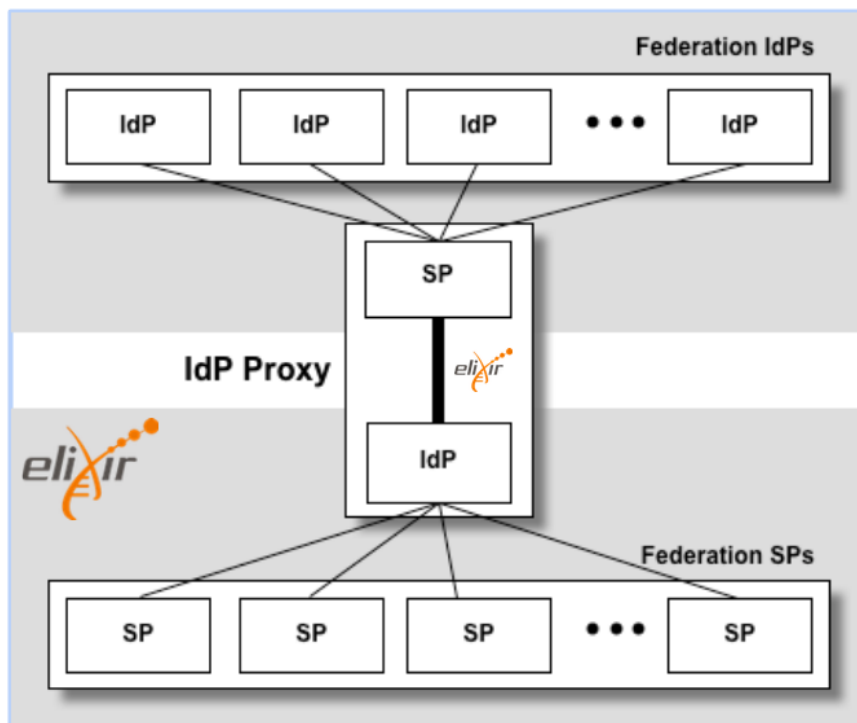 Federation IdPs
IdP IdP IdP ••• IdP
SP
IdP Proxy
elixir
IdP
elixir
Federation SPs
SP SP SP ••• SP